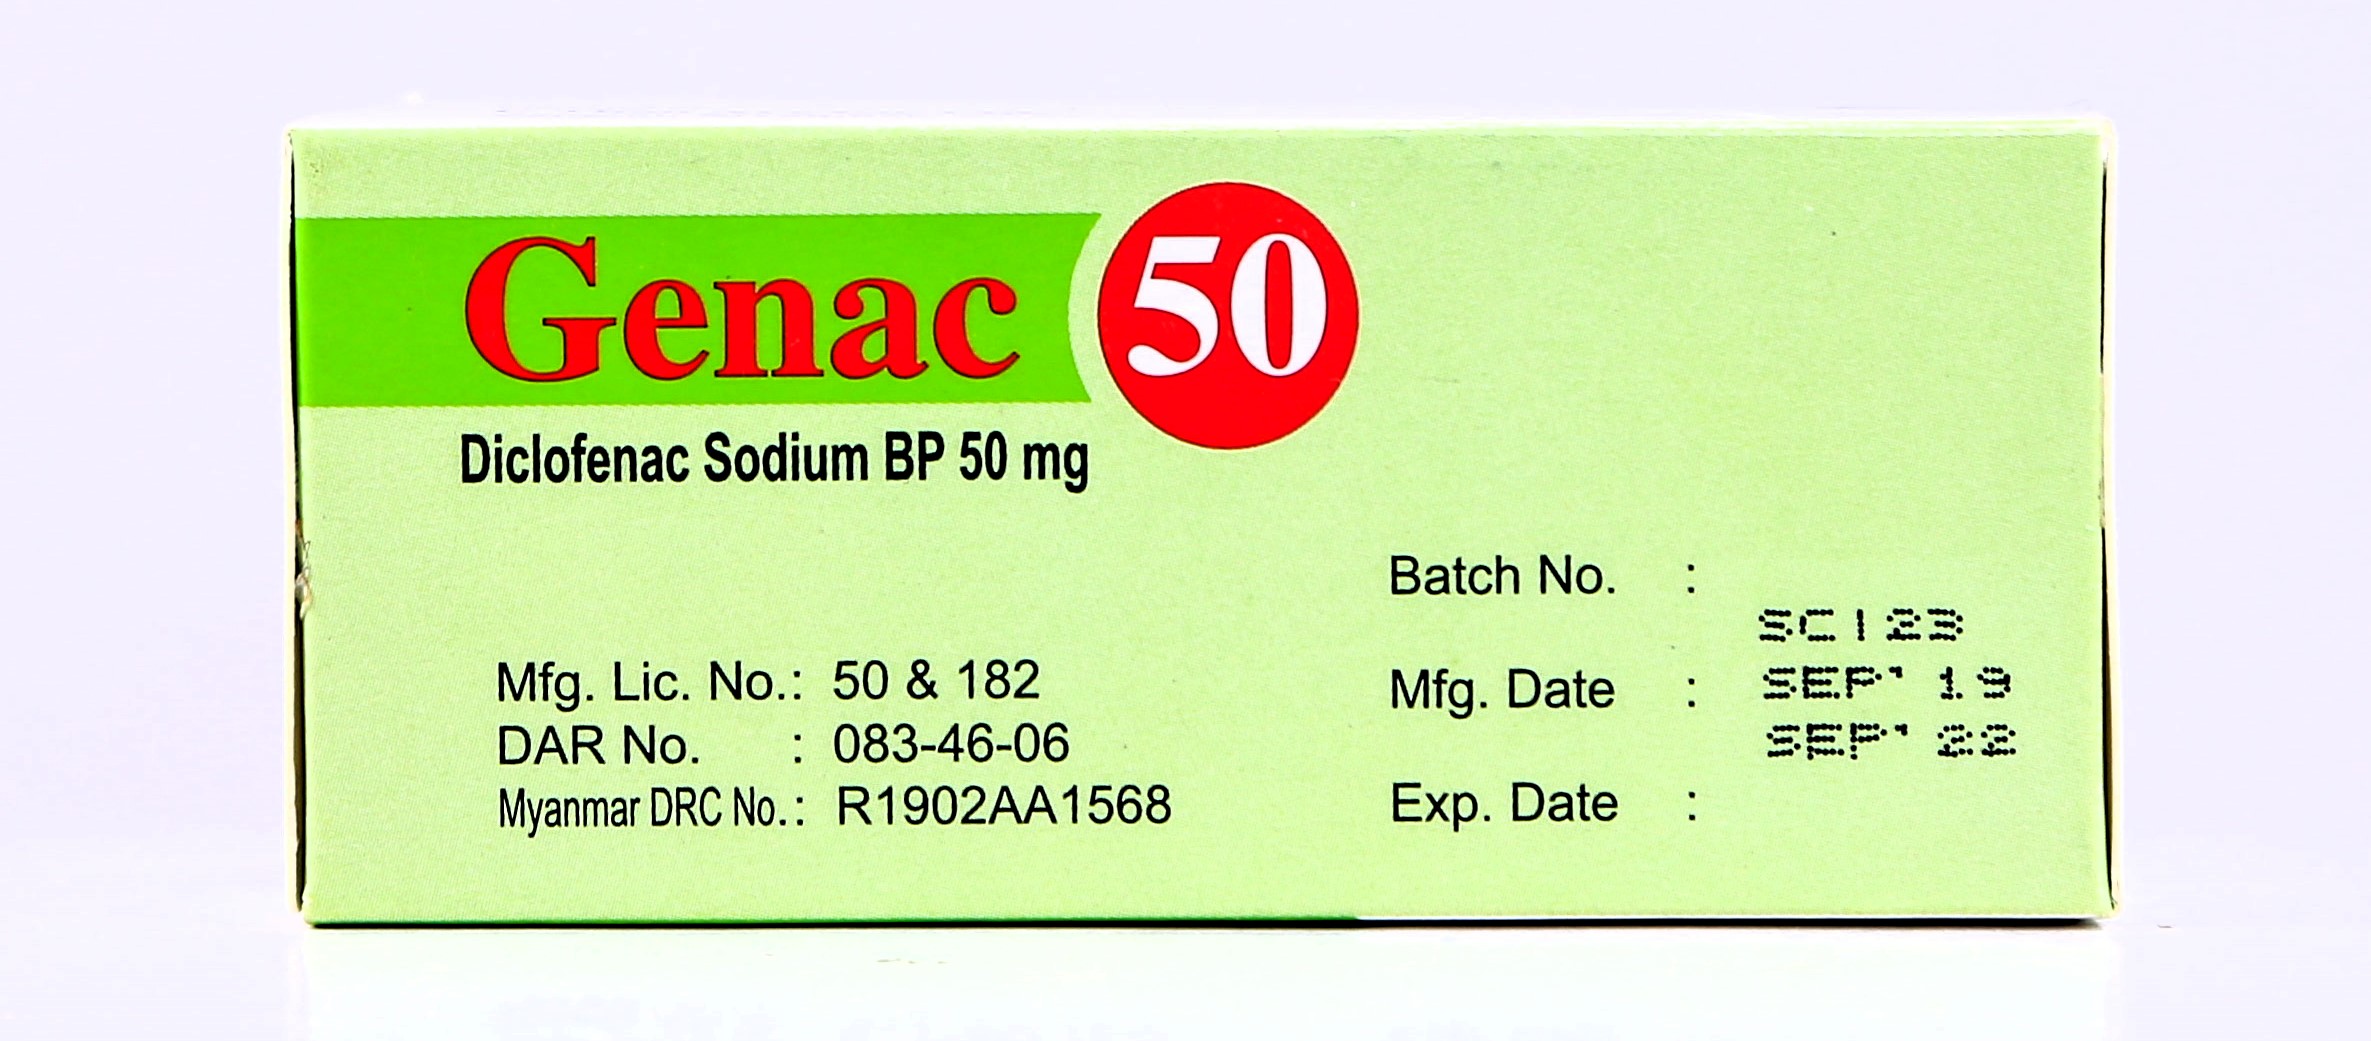 Genac 50
Diclofenac Sodium BP 50 mg
Mfg. Lic. No.: 50 & 182
DAR No. : 083-46-06
Myanmar DRC No.: R1902AA1568
Batch No. :
SC123
Mfg. Date : SEP' 19
SEP' 22
Exp. Date :